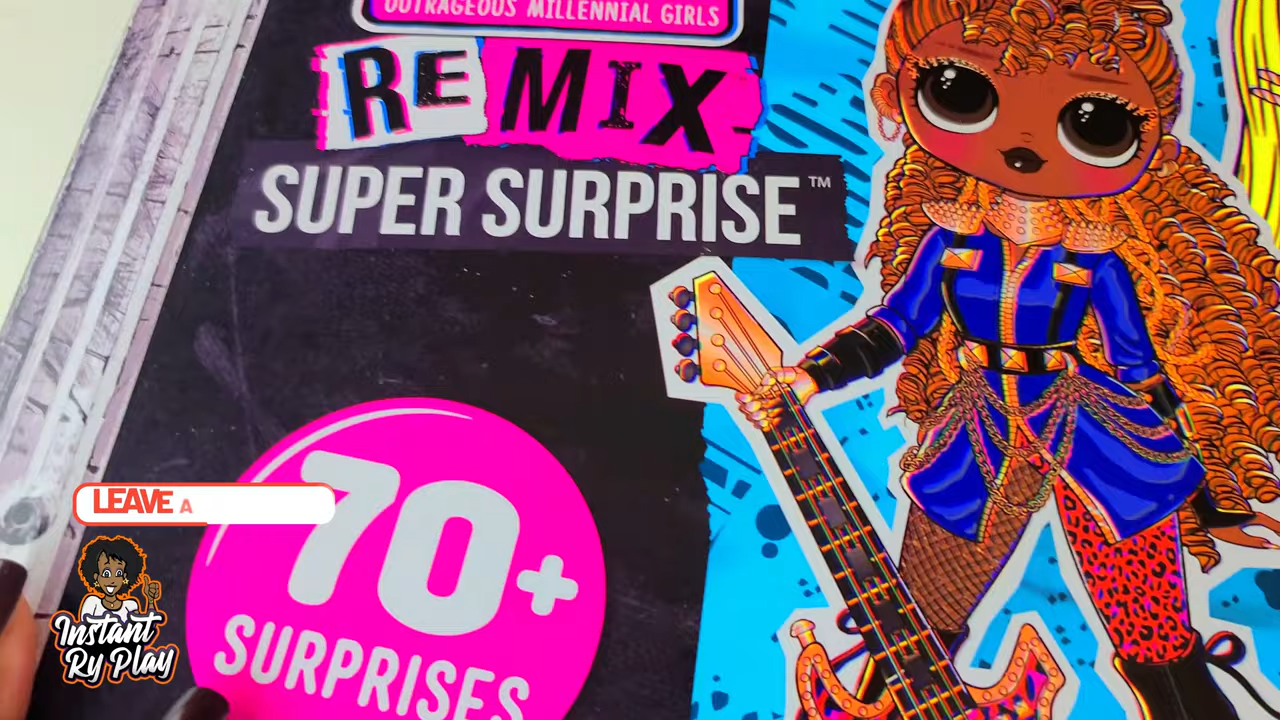 OUTRAGEOUS MILLENNIAL GIRLS
REMIX
SUPER SURPRISE™
70+
SURPRISES
LEAVE A
Instant
Ry Play